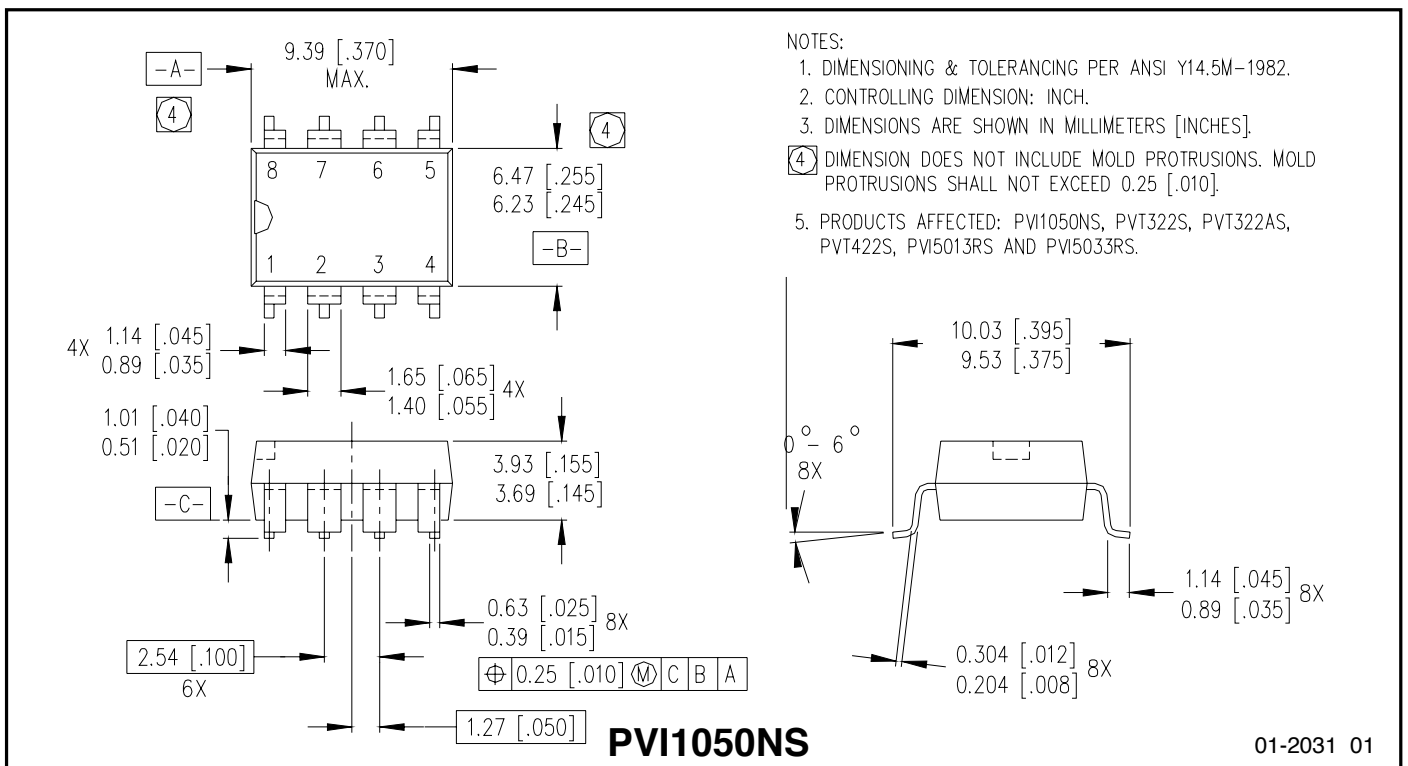 9.39 [.370]
MAX.
-A-
4
4
8 7 6 5
1 2 3 4
6.47 [.255]
6.23 [.245]
-B-
4X 1.14 [.045]
0.89 [.035]
1.65 [.065] 4X
1.40 [.055]
1.01 [.040]
0.51 [.020]
-C-
3.93 [.155]
3.69 [.145]
0.63 [.025] 8X
0.39 [.015]
⌖ 0.25 [.010] Ⓜ C B A
2.54 [.100]
6X
1.27 [.050]
NOTES:
1. DIMENSIONING & TOLERANCING PER ANSI Y14.5M-1982.
2. CONTROLLING DIMENSION: INCH.
3. DIMENSIONS ARE SHOWN IN MILLIMETERS [INCHES].
4 DIMENSION DOES NOT INCLUDE MOLD PROTRUSIONS. MOLD
PROTRUSIONS SHALL NOT EXCEED 0.25 [.010].
5. PRODUCTS AFFECTED: PVI1050NS, PVT322S, PVT322AS,
PVT422S, PVI5013RS AND PVI5033RS.
10.03 [.395]
9.53 [.375]
0° - 6°
8X
1.14 [.045] 8X
0.89 [.035]
0.304 [.012] 8X
0.204 [.008]
PVI1050NS
01-2031 01